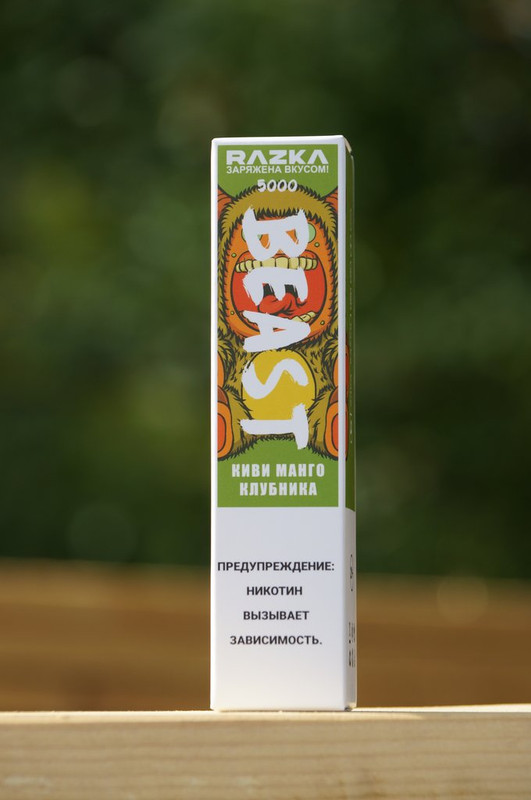 RAZKA
ЗАРЯЖЕНА ВКУСОМ!
5000
BEAST
КИВИ МАНГО
КЛУБНИКА
ПРЕДУПРЕЖДЕНИЕ:
НИКОТИН
ВЫЗЫВАЕТ
ЗАВИСИМОСТЬ.